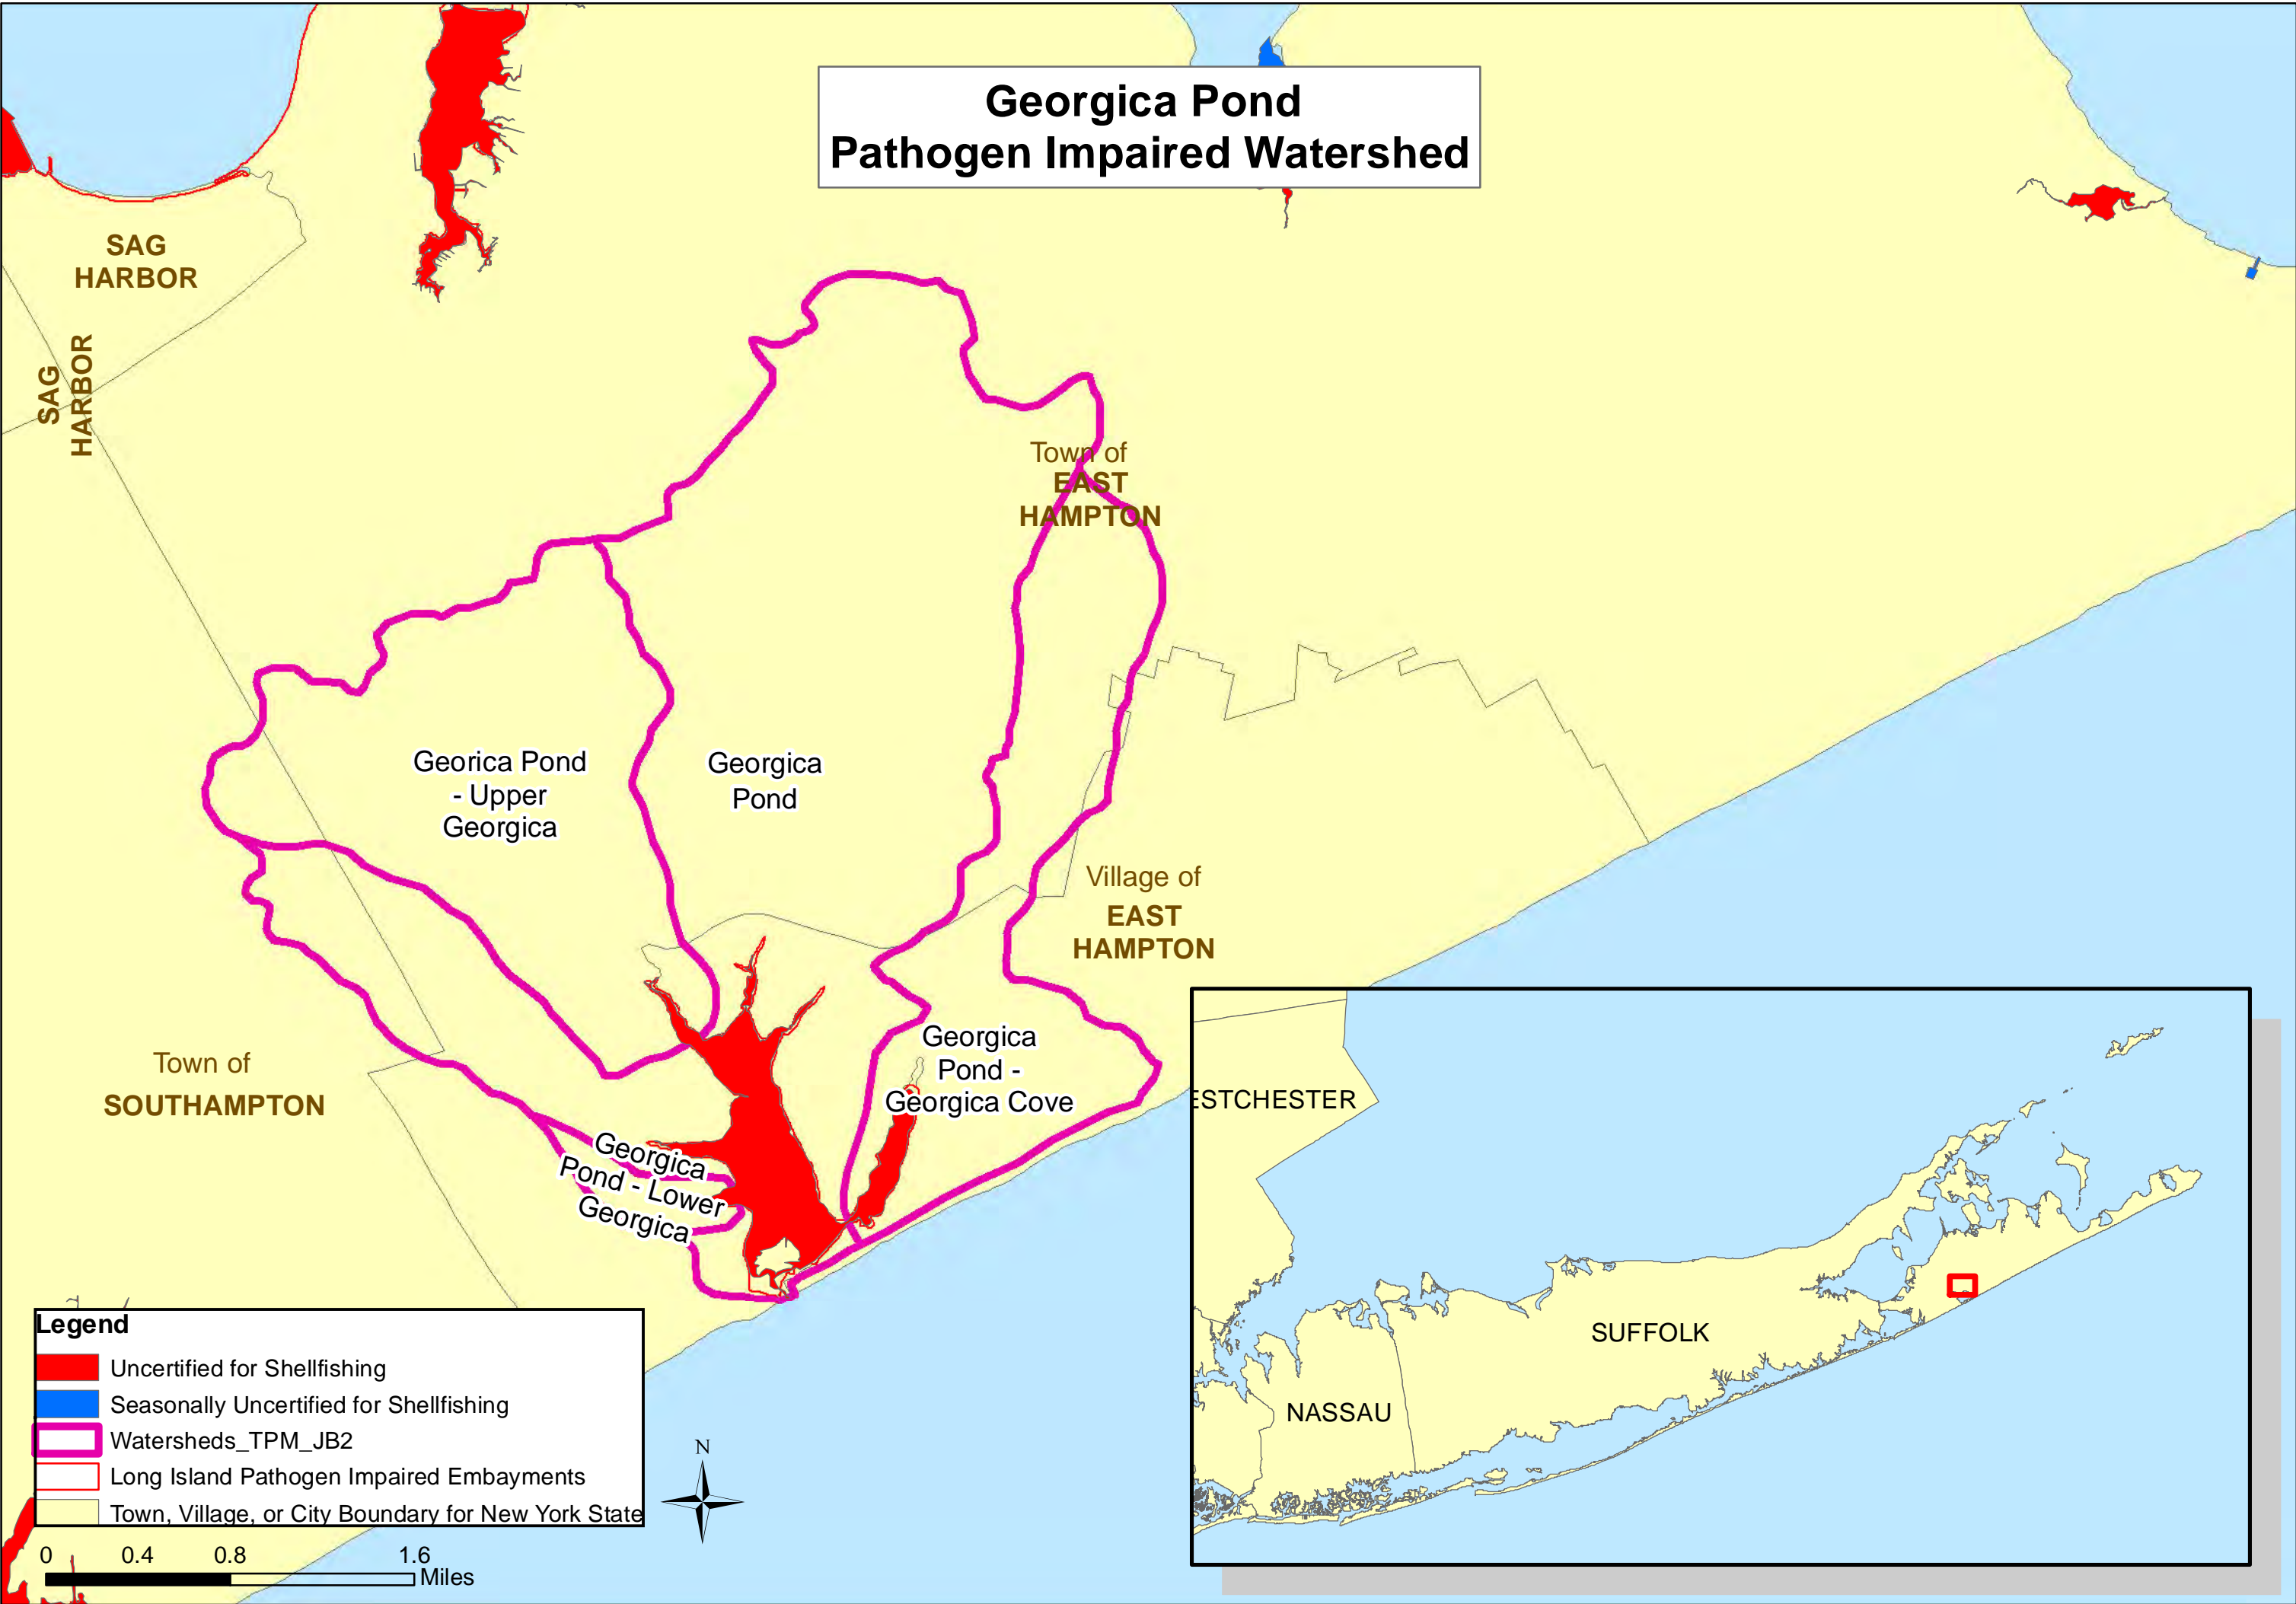 Georgica Pond
Pathogen Impaired Watershed
SAG
HARBOR
SAG
HARBOR
Town of
EAST
HAMPTON
Georica Pond
- Upper
Georgica
Georgica
Pond
Village of
EAST
HAMPTON
Georgica
Pond -
Georgica Cove
Town of
SOUTHAMPTON
Georgica
Pond - Lower
Georgica
ESTCHESTER
SUFFOLK
NASSAU
Legend
Uncertified for Shellfishing
Seasonally Uncertified for Shellfishing
Watersheds_TPM_JB2
Long Island Pathogen Impaired Embayments
Town, Village, or City Boundary for New York State
N
0 0.4 0.8 1.6
Miles